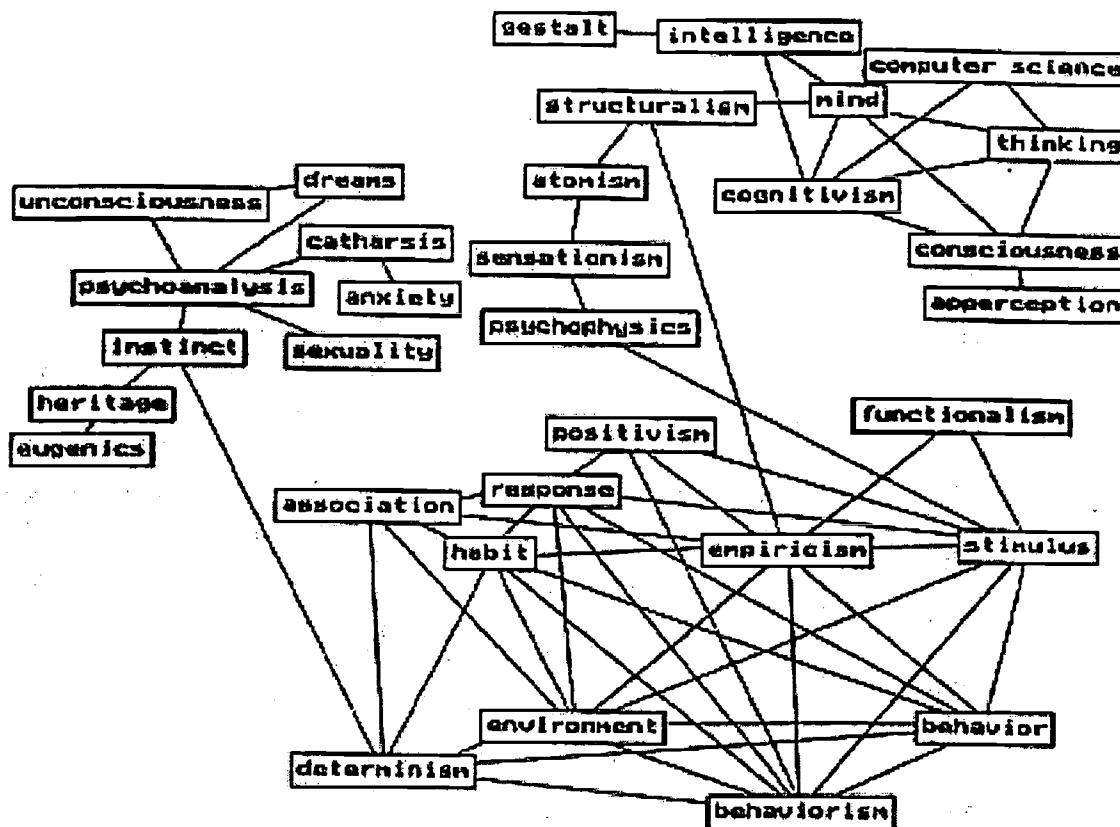 gestalt
intelligence
computer science
structuralism
mind
thinking
dreams
atonism
unconsciousness
cognitivism
catharsis
sensationism
consciousness
psychoanalysis
anxiety
apperception
psychophysics
instinct
sexuality
heritage
functionalism
eugenics
positivism
association
response
habit
empiricism
stimulus
environment
behavior
determinism
behaviorism